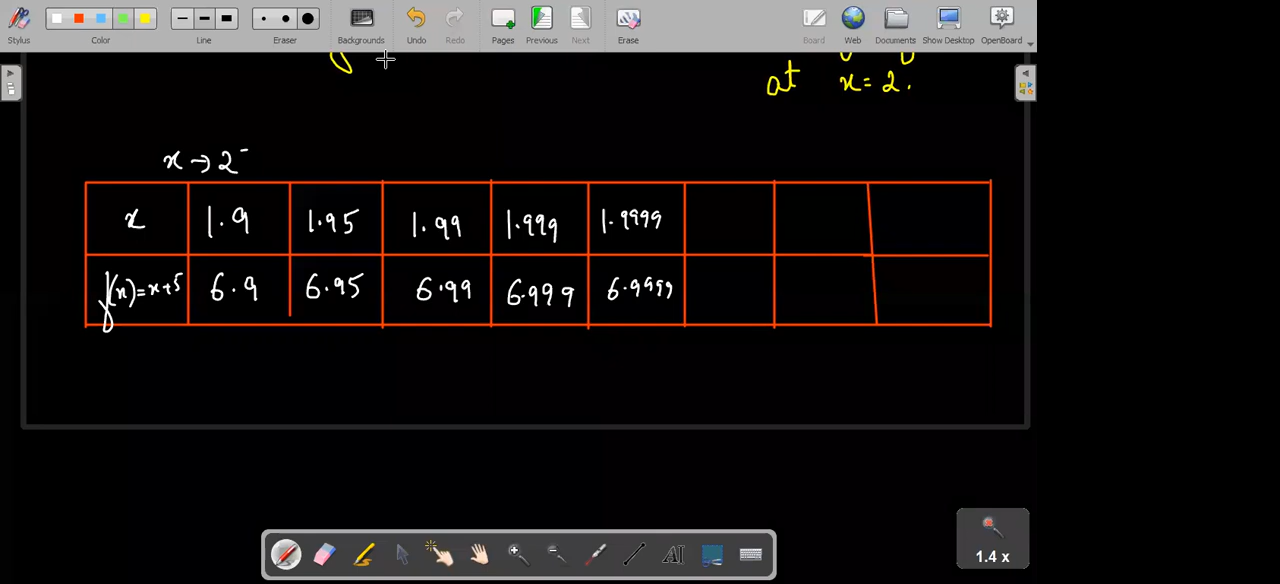 Stylus Color Line Eraser Backgrounds Undo Redo Pages Previous Next Erase Board Web Documents Show Desktop OpenBoard
at x = 2.
x → 2⁻
x 1.9 1.95 1.99 1.999 1.9999
f(x)=x+5 6.9 6.95 6.99 6.999 6.9999
AI
1.4 x